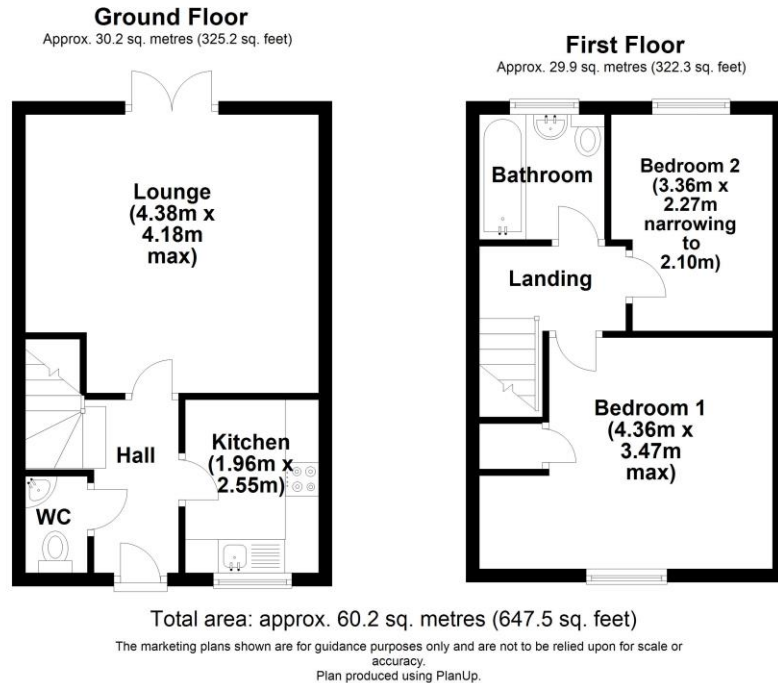 Ground Floor
Approx. 30.2 sq. metres (325.2 sq. feet)
Lounge
(4.38m x
4.18m
max)
Hall
Kitchen
(1.96m x
2.55m)
WC
First Floor
Approx. 29.9 sq. metres (322.3 sq. feet)
Bathroom
Bedroom 2
(3.36m x
2.27m
narrowing
to
2.10m)
Landing
Bedroom 1
(4.36m x
3.47m
max)
Total area: approx. 60.2 sq. metres (647.5 sq. feet)
The marketing plans shown are for guidance purposes only and are not to be relied upon for scale or
accuracy.
Plan produced using PlanUp.